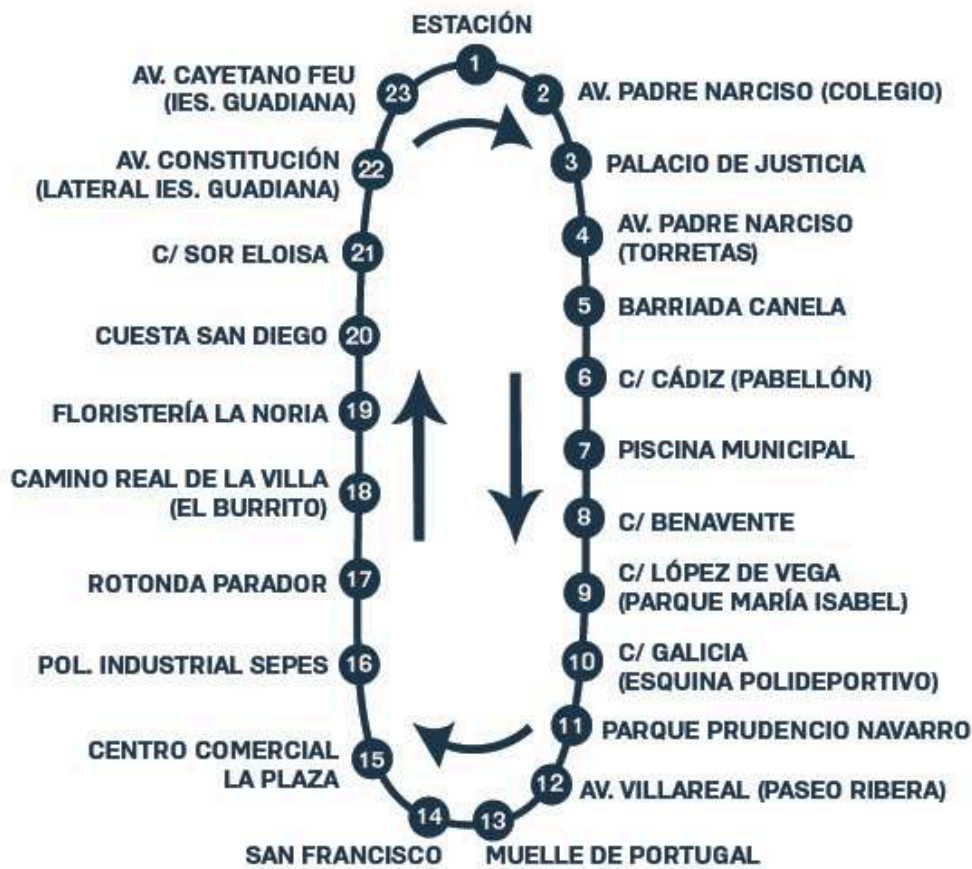 ESTACIÓN
1
2
AV. PADRE NARCISO (COLEGIO)
3
PALACIO DE JUSTICIA
4
AV. PADRE NARCISO
(TORRETAS)
5
BARRIADA CANELA
6
C/ CÁDIZ (PABELLÓN)
7
PISCINA MUNICIPAL
8
C/ BENAVENTE
9
C/ LÓPEZ DE VEGA
(PARQUE MARÍA ISABEL)
10
C/ GALICIA
(ESQUINA POLIDEPORTIVO)
11
PARQUE PRUDENCIO NAVARRO
12
AV. VILLAREAL (PASEO RIBERA)
13
MUELLE DE PORTUGAL
14
SAN FRANCISCO
15
CENTRO COMERCIAL
LA PLAZA
16
POL. INDUSTRIAL SEPES
17
ROTONDA PARADOR
18
CAMINO REAL DE LA VILLA
(EL BURRITO)
19
FLORISTERÍA LA NORIA
20
CUESTA SAN DIEGO
21
C/ SOR ELOISA
22
AV. CONSTITUCIÓN
(LATERAL IES. GUADIANA)
23
AV. CAYETANO FEU
(IES. GUADIANA)